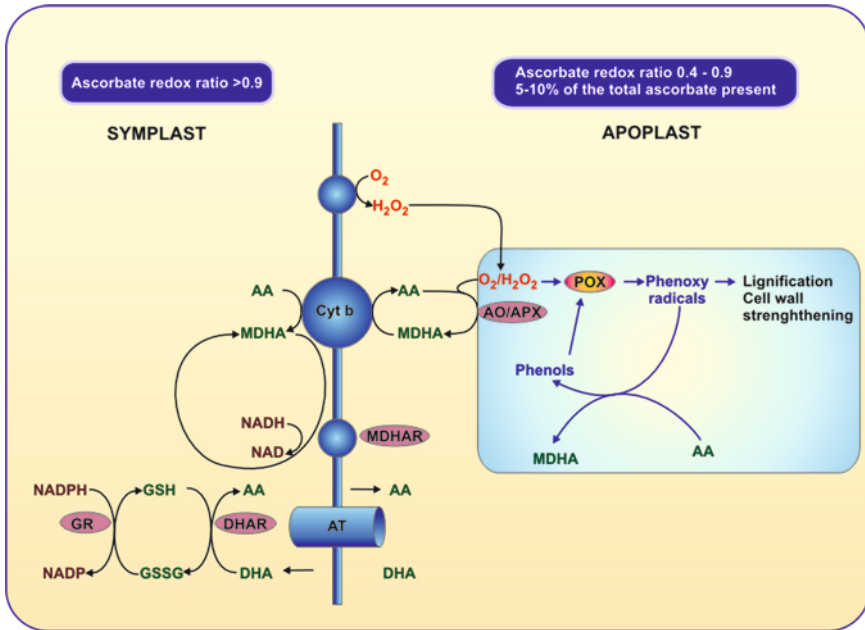 Ascorbate redox ratio >0.9
Ascorbate redox ratio 0.4 - 0.9
5-10% of the total ascorbate present
SYMPLAST
APOPLAST
O₂
H₂O₂
AA
Cyt b
AA
O₂/H₂O₂
POX
Phenoxy
radicals
Lignification
Cell wall
strenghthening
MDHA
MDHA
AO/APX
Phenols
NADH
NAD
MDHAR
MDHA
AA
NADPH
GSH
AA
AA
GR
DHAR
AT
NADP
GSSG
DHA
DHA